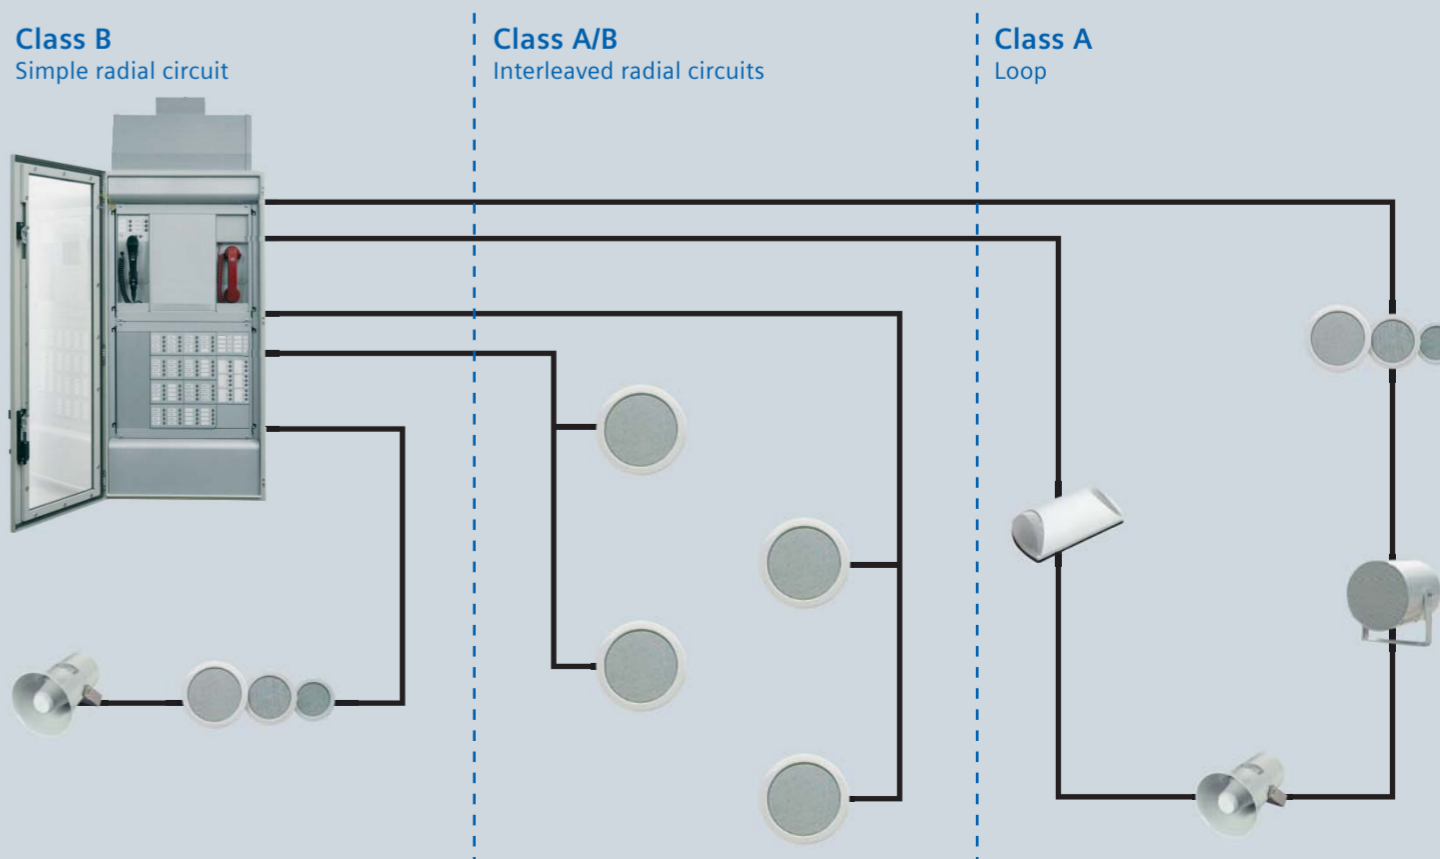 Class B
Simple radial circuit
Class A/B
Interleaved radial circuits
Class A
Loop